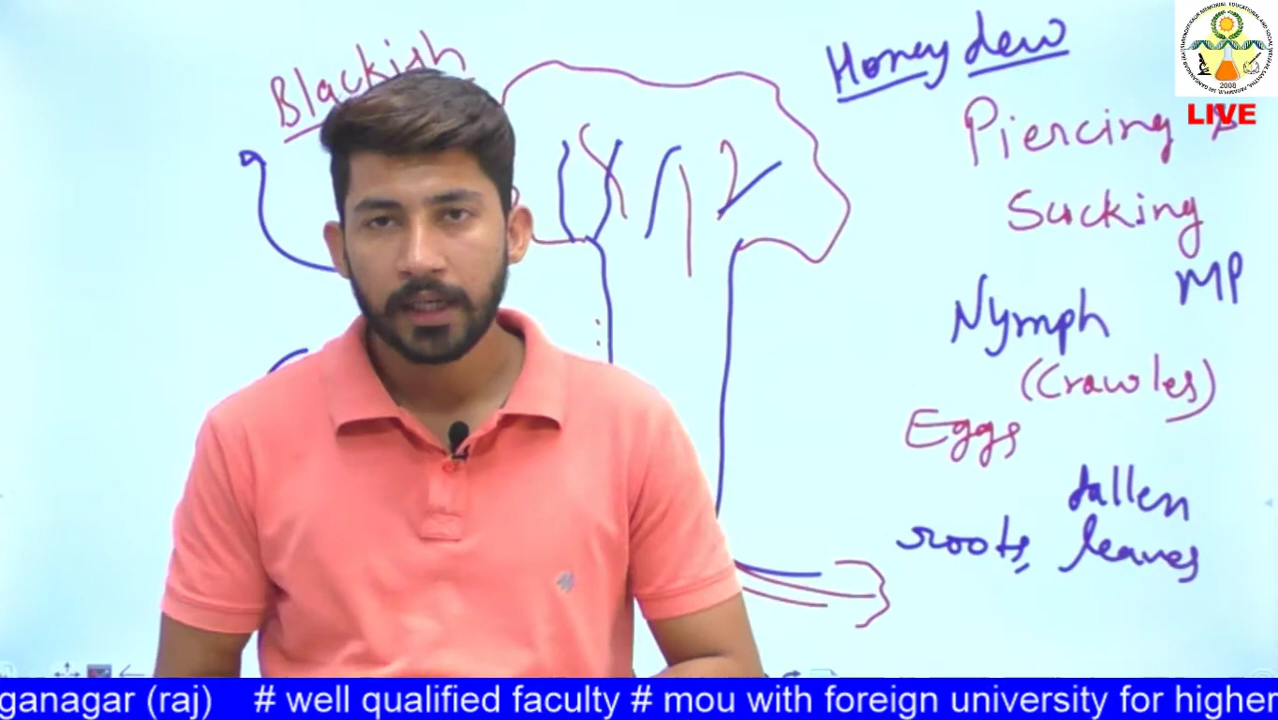 Blackish
Honey dew
LIVE
Piercing &
Sucking
MP
Nymph
(Crawles)
Eggs
fallen
roots, leaves
2008
ganagar (raj) # well qualified faculty # mou with foreign university for higher